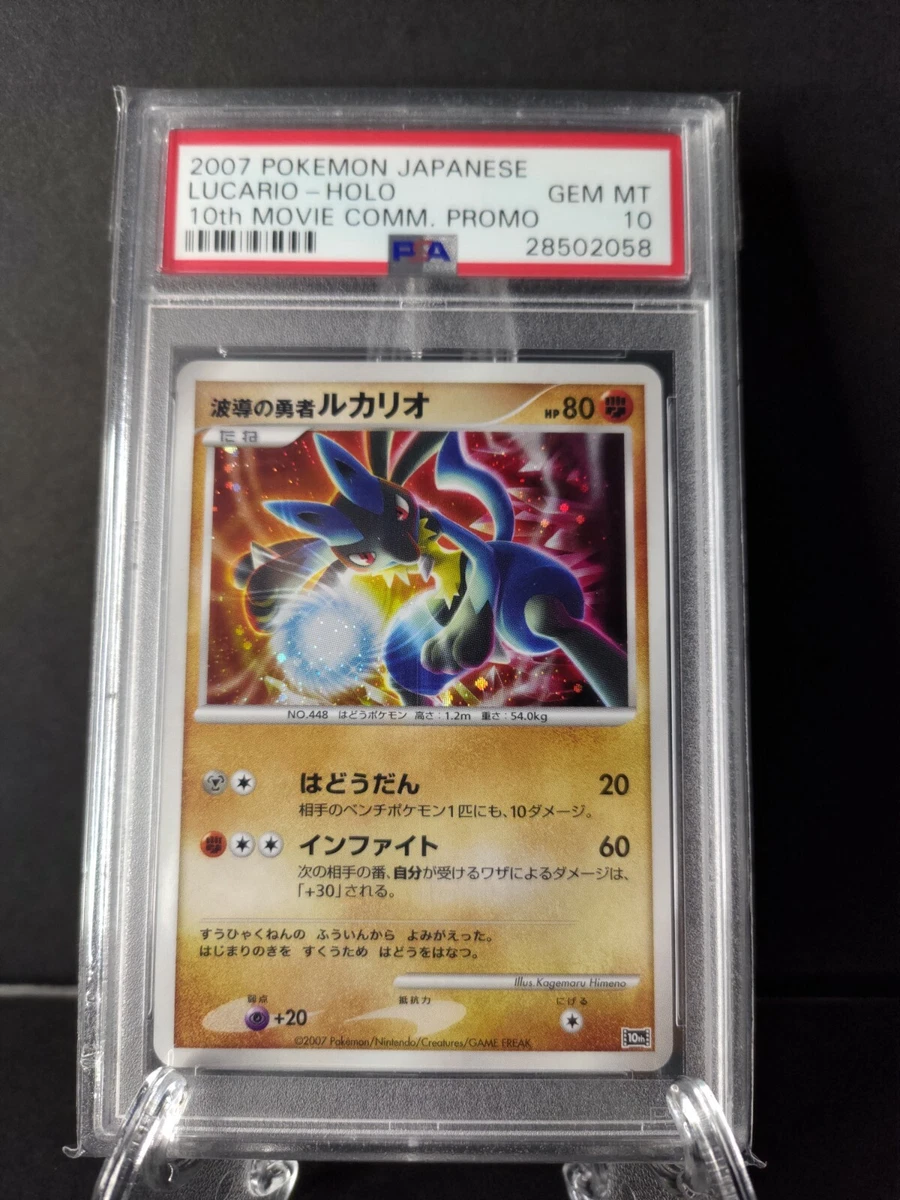 2007 POKEMON JAPANESE
LUCARIO - HOLO GEM MT
10th MOVIE COMM. PROMO 10
PSA 28502058
波導の勇者ルカリオ HP80
たね
NO.448 はどうポケモン 高さ:1.2m 重さ:54.0kg
はどうだん 20
相手のベンチポケモン1匹にも、10ダメージ。
インファイト 60
次の相手の番、自分が受けるワザによるダメージは、
「+30」される。
すうひゃくねんの ふういんから よみがえった。
はじまりのきを すくうため はどうをはなつ。
Illus. Kagemaru Himeno
弱点 抵抗力 にげる
+20
©2007 Pokémon/Nintendo/Creatures/GAME FREAK
10th